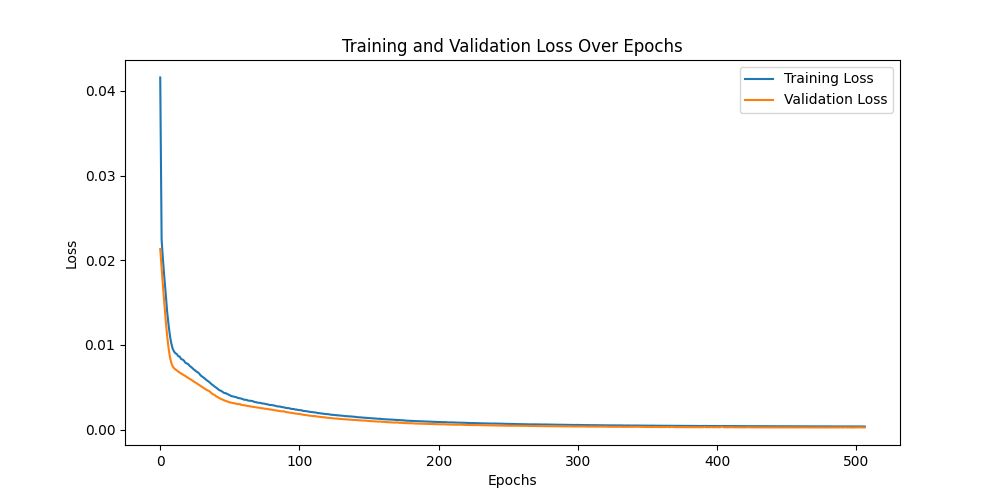 Training and Validation Loss Over Epochs
Training Loss
Validation Loss
0.04
0.03
0.02
0.01
0.00
Loss
0 100 200 300 400 500
Epochs